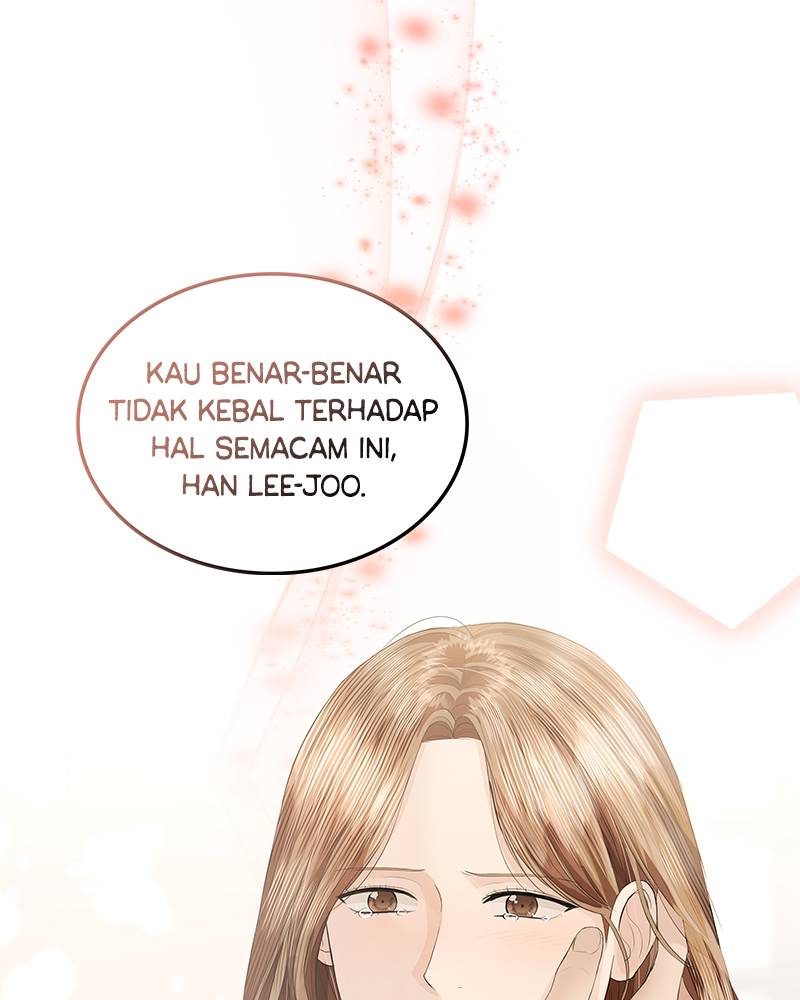 KAU BENAR-BENAR
TIDAK KEBAL TERHADAP
HAL SEMACAM INI,
HAN LEE-JOO.